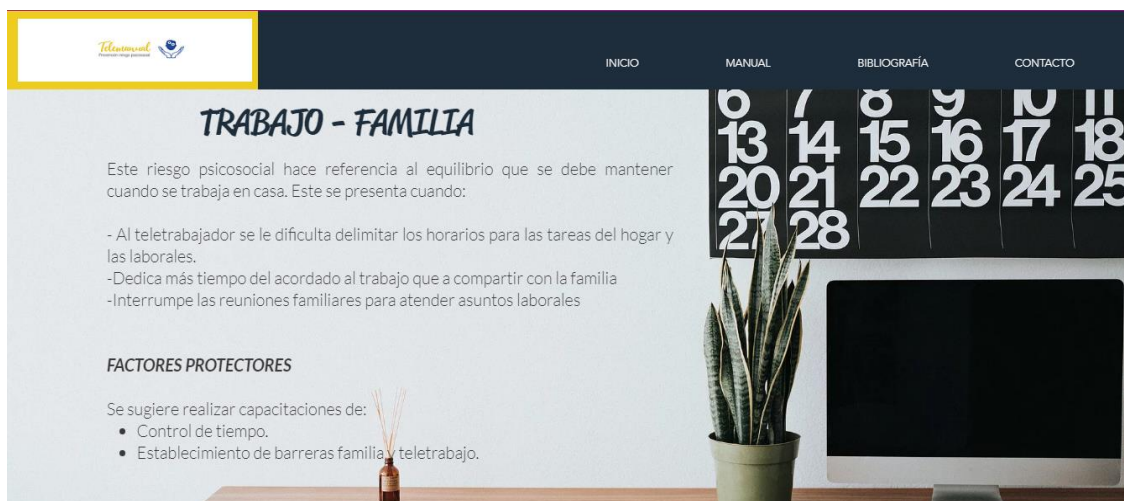 Telemanual
Prevención riesgo psicosocial
INICIO
MANUAL
BIBLIOGRAFÍA
CONTACTO
TRABAJO - FAMILIA
Este riesgo psicosocial hace referencia al equilibrio que se debe mantener
cuando se trabaja en casa. Este se presenta cuando:
- Al teletrabajador se le dificulta delimitar los horarios para las tareas del hogar y
las laborales.
-Dedica más tiempo del acordado al trabajo que a compartir con la familia
-Interrumpe las reuniones familiares para atender asuntos laborales
FACTORES PROTECTORES
Se sugiere realizar capacitaciones de:
• Control de tiempo.
• Establecimiento de barreras familia y teletrabajo.
6 7 8 9 10 11
13 14 15 16 17 18
20 21 22 23 24 25
27 28